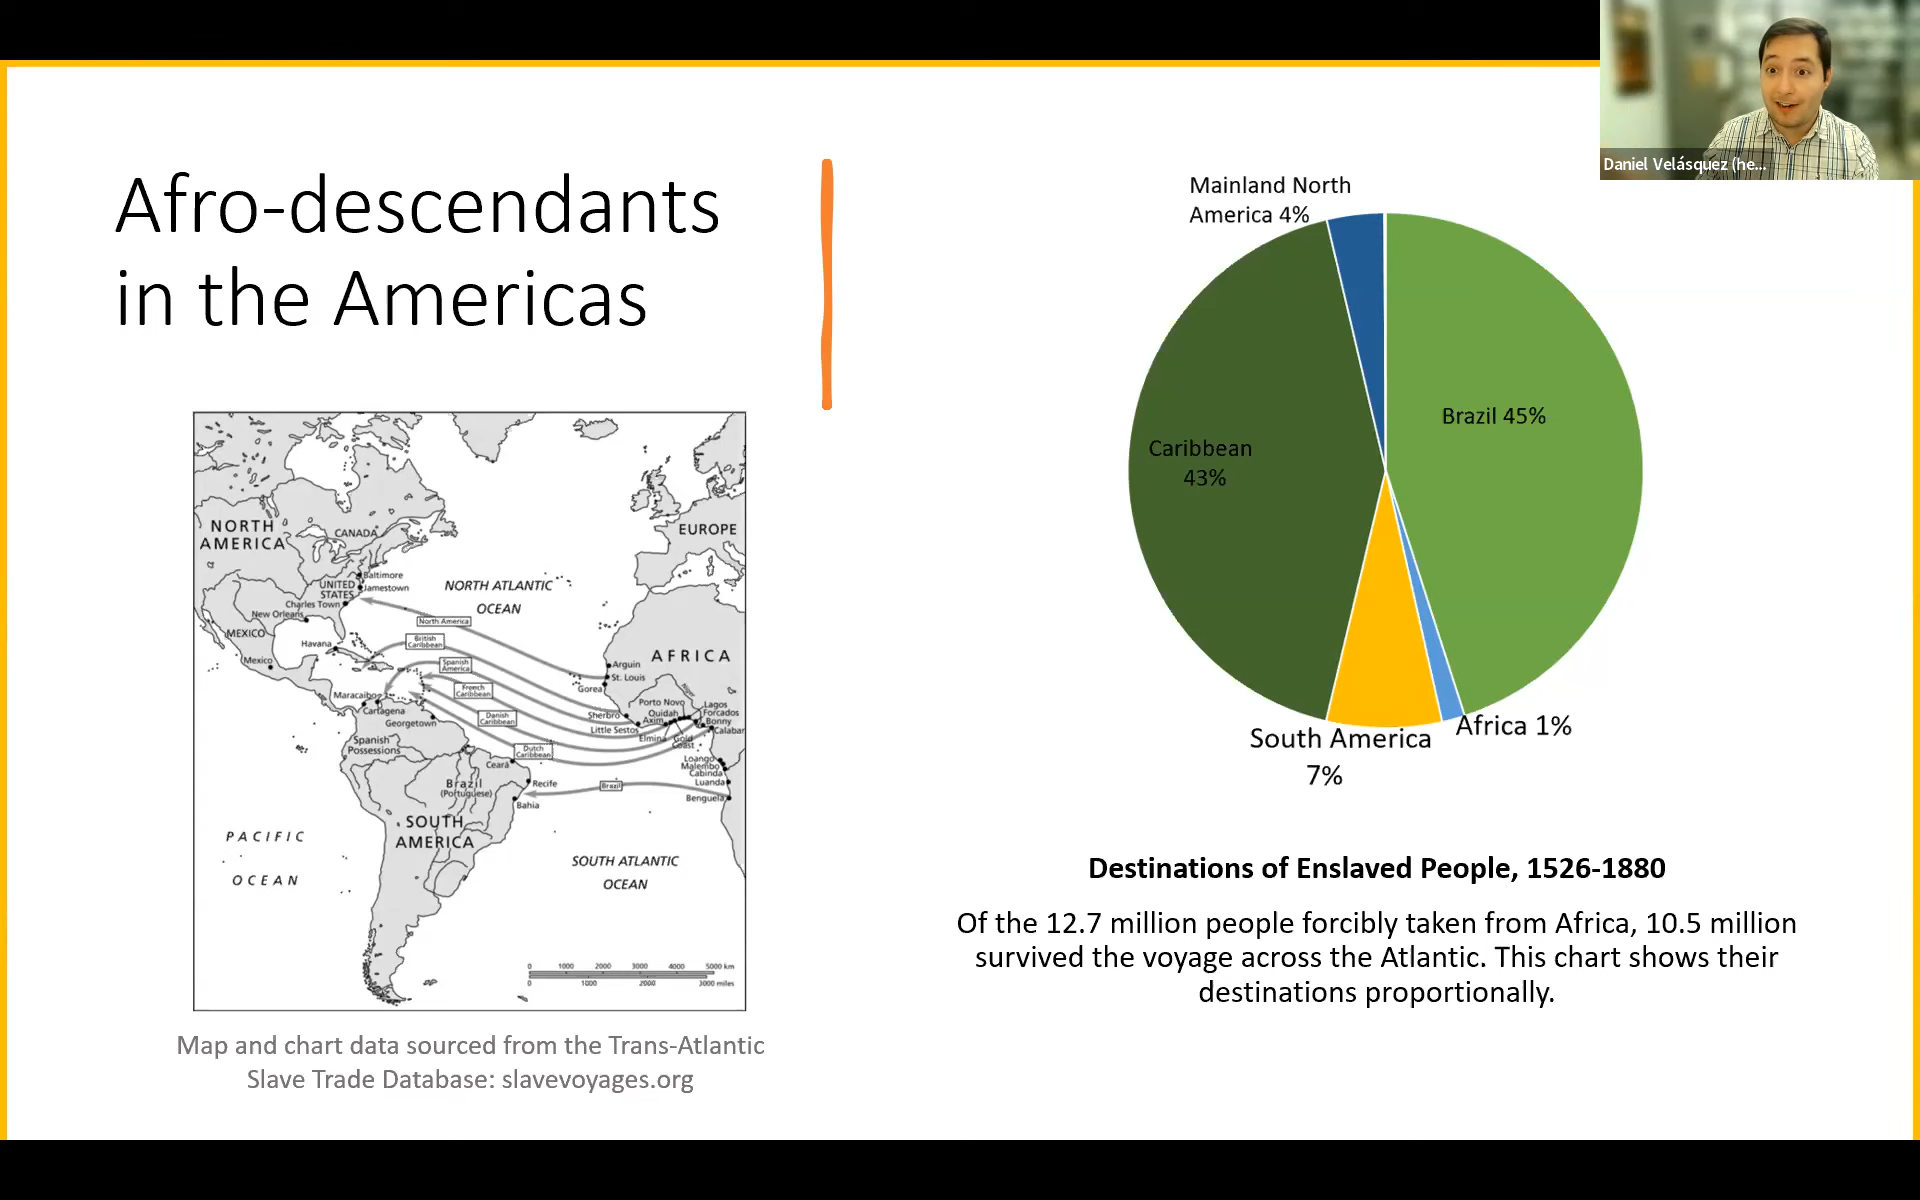 Afro-descendants
in the Americas
NORTH
AMERICA
CANADA
UNITED
STATES
Baltimore
Jamestown
Charles Town
New Orleans
MEXICO
Mexico
Havana
NORTH ATLANTIC
OCEAN
EUROPE
AFRICA
North America
British
Caribbean
Spanish
America
French
Caribbean
Danish
Caribbean
Dutch
Caribbean
Brazil
Arguin
St. Louis
Gorea
Sherbro
Little Sestos
Porto Novo
Quidah
Axim
Elmina
Gold
Coast
Niger
Lagos
Forcados
Bonny
Calabar
Loango
Malembo
Cabinda
Luanda
Benguela
Maracaibo
Cartagena
Georgetown
Spanish
Possessions
Ceará
Recife
Bahia
Brazil
(Portuguese)
SOUTH
AMERICA
PACIFIC
OCEAN
SOUTH ATLANTIC
OCEAN
0 1000 2000 3000 4000 5000 km
0 1000 2000 3000 miles
Map and chart data sourced from the Trans-Atlantic
Slave Trade Database: slavevoyages.org
Mainland North
America 4%
Brazil 45%
Caribbean
43%
South America
7%
Africa 1%
Destinations of Enslaved People, 1526-1880
Of the 12.7 million people forcibly taken from Africa, 10.5 million
survived the voyage across the Atlantic. This chart shows their
destinations proportionally.
Daniel Velásquez (he...